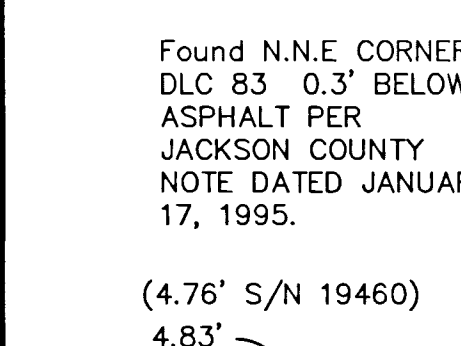 Found N.N.E CORNER
DLC 83 0.3' BELOW
ASPHALT PER
JACKSON COUNTY
NOTE DATED
17, 1995.
(4.76' S/N 19460)
4.83'